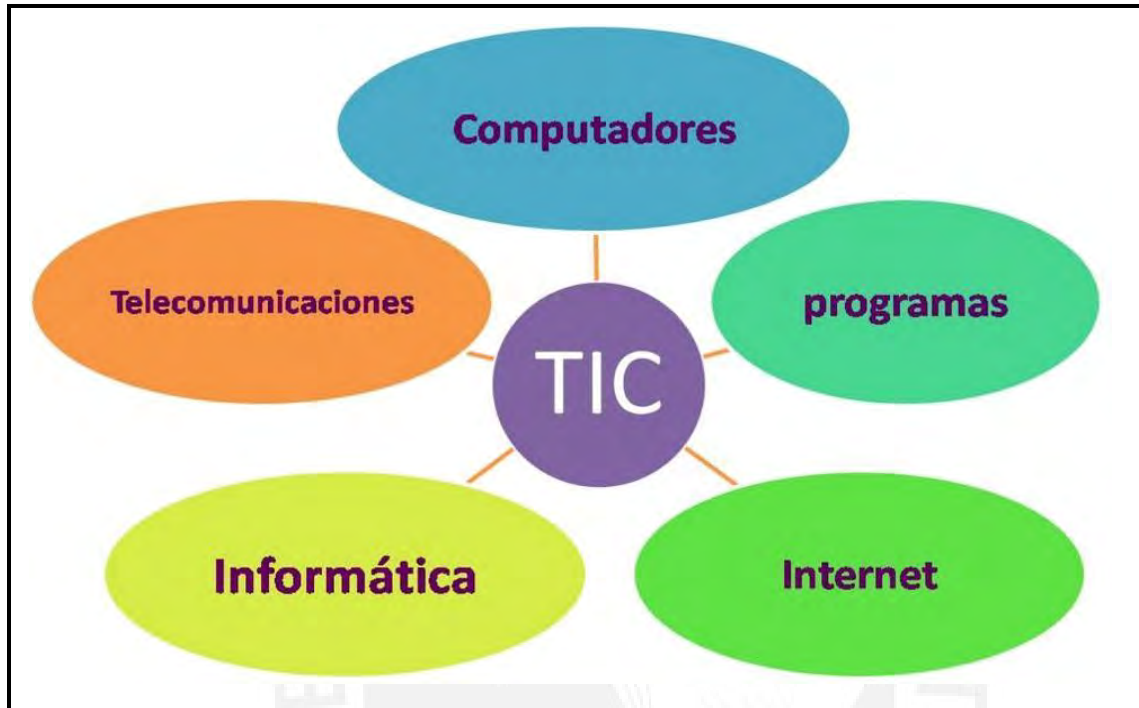 Computadores
Telecomunicaciones
programas
TIC
Informática
Internet